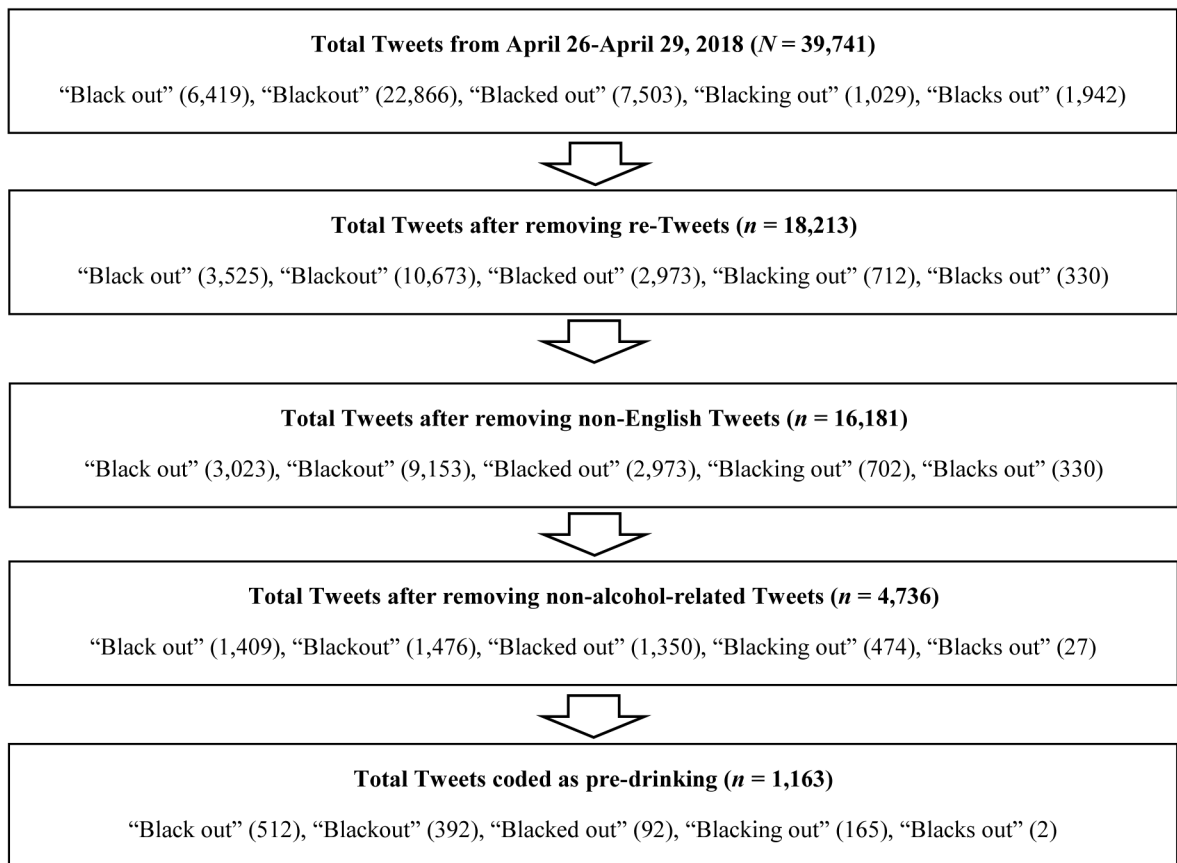 Total Tweets from April 26-April 29, 2018 (N = 39,741)
“Black out” (6,419), “Blackout” (22,866), “Blacked out” (7,503), “Blacking out” (1,029), “Blacks out” (1,942)
Total Tweets after removing re-Tweets (n = 18,213)
“Black out” (3,525), “Blackout” (10,673), “Blacked out” (2,973), “Blacking out” (712), “Blacks out” (330)
Total Tweets after removing non-English Tweets (n = 16,181)
“Black out” (3,023), “Blackout” (9,153), “Blacked out” (2,973), “Blacking out” (702), “Blacks out” (330)
Total Tweets after removing non-alcohol-related Tweets (n = 4,736)
“Black out” (1,409), “Blackout” (1,476), “Blacked out” (1,350), “Blacking out” (474), “Blacks out” (27)
Total Tweets coded as pre-drinking (n = 1,163)
“Black out” (512), “Blackout” (392), “Blacked out” (92), “Blacking out” (165), “Blacks out” (2)